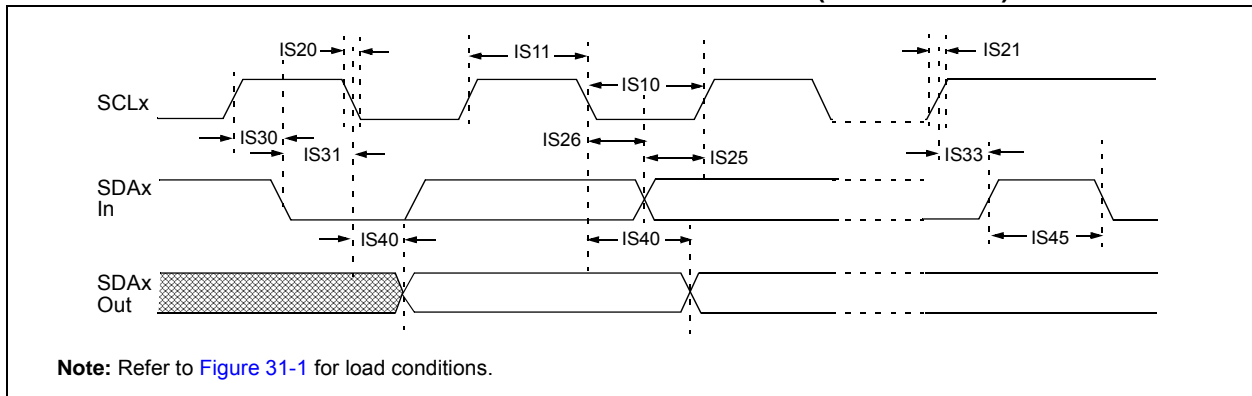 IS20
IS11
IS21
IS10
SCLx
IS30
IS26
IS31
IS25
IS33
SDAx
In
IS40
IS40
IS45
SDAx
Out
Note: Refer to Figure 31-1 for load conditions.